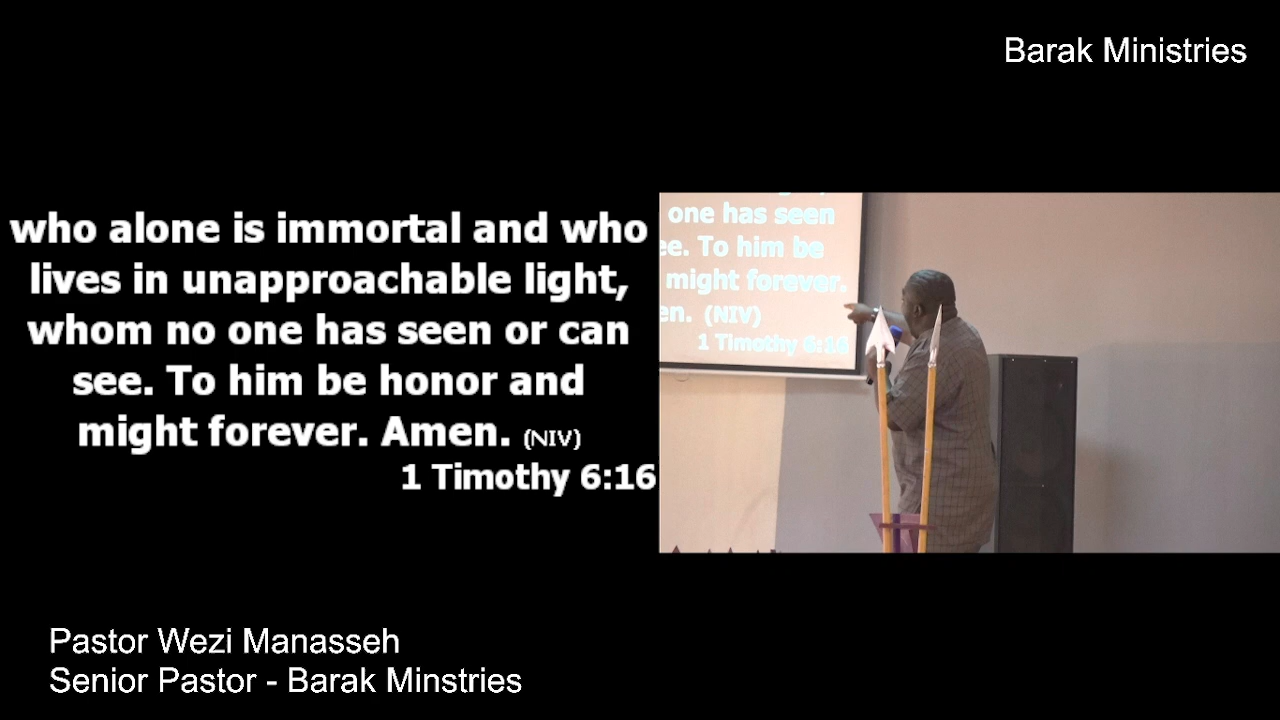 Barak Ministries
who alone is immortal and who
lives in unapproachable light,
whom no one has seen or can
see. To him be honor and
might forever. Amen. (NIV)
1 Timothy 6:16
one has seen
ee. To him be
might forever.
en. (NIV)
1 Timothy 6:16
Pastor Wezi Manasseh
Senior Pastor - Barak Minstries